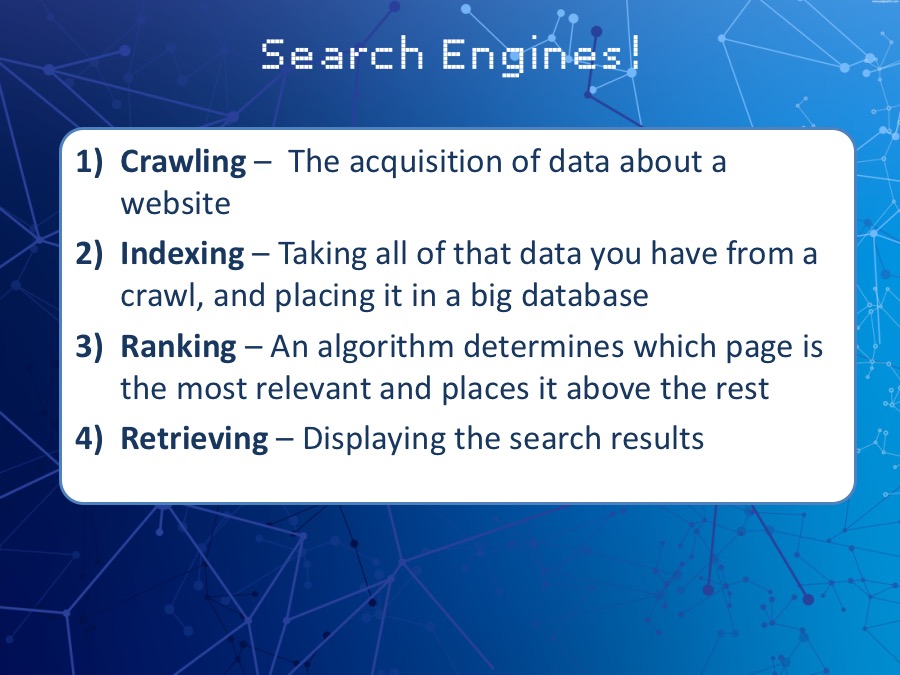 Search Engines!
1) Crawling –  The acquisition of data about a
website
2) Indexing – Taking all of that data you have from a
crawl, and placing it in a big database
3) Ranking – An algorithm determines which page is
the most relevant and places it above the rest
4) Retrieving – Displaying the search results